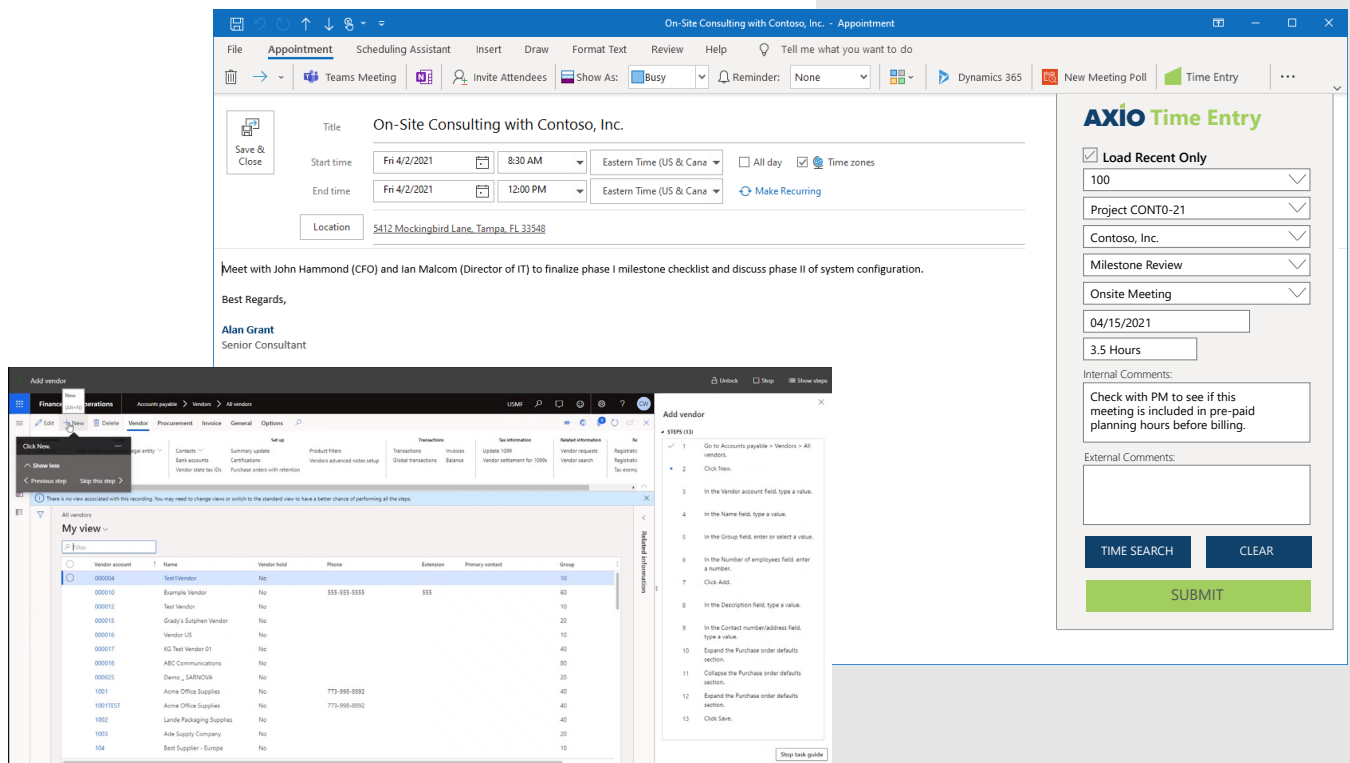 On-Site Consulting with Contoso, Inc. - Appointment
File Appointment Scheduling Assistant Insert Draw Format Text Review Help Tell me what you want to do
Teams Meeting Invite Attendees Show As: Busy Reminder: None Dynamics 365 New Meeting Poll Time Entry
Save & Close
Title On-Site Consulting with Contoso, Inc.
Start time Fri 4/2/2021 8:30 AM Eastern Time (US & Cana All day Time zones
End time Fri 4/2/2021 12:00 PM Eastern Time (US & Cana Make Recurring
Location 5412 Mockingbird Lane, Tampa, FL 33548
Meet with John Hammond (CFO) and Ian Malcom (Director of IT) to finalize phase I milestone checklist and discuss phase II of system configuration.
Best Regards,
Alan Grant
Senior Consultant
AXIO Time Entry
Load Recent Only
100
Project CONT0-21
Contoso, Inc.
Milestone Review
Onsite Meeting
04/15/2021
3.5 Hours
Internal Comments:
Check with PM to see if this
meeting is included in pre-paid
planning hours before billing.
External Comments:
TIME SEARCH CLEAR
SUBMIT
Add vendor Unlock Stop Show steps
New
(Alt+N)
Financ erations Accounts payable > Vendors > All vendors USMF CW
Edit New Delete Vendor Procurement Invoice General Options
Click New.
Show less
Previous step Skip this step
egal entity
Set up Transactions Tax information Related information Re
Contacts Summary update Product filters Transactions Invoices Update 1099 Vendor requests Registratio
Bank accounts Certifications Vendors advanced notes setup Global transactions Balance Vendor settlement for 1099s Vendor search Registratio
Vendor state tax IDs Purchase orders with retention Tax exemp
There is no view associated with this recording. You may need to change views or switch to the standard view to have a better chance of performing all the steps.
All vendors
My view
Filter
Related information
Vendor account Name Vendor hold Phone Extension Primary contact Group
000004 Test1Vendor No 10
000010 Example Vendor No 555-555-5555 555 60
000012 Test Vendor No 10
000015 Grady's Sutphen Vendor No 20
000016 Vendor US No 10
000017 KG Test Vendor 01 No 40
000018 ABC Communications No 80
000025 Demo_ SARNOVA No 20
1001 Acme Office Supplies No 773-998-8892 40
1001TEST Acme Office Supplies No 773-998-8892 40
1002 Lande Packaging Supplies No 40
1003 Ade Supply Company No 20
104 Best Supplier - Europe No 10
Add vendor
STEPS (13)
1 Go to Accounts payable > Vendors > All
vendors.
2 Click New.
3 In the Vendor account field, type a value.
4 In the Name field, type a value.
5 In the Group field, enter or select a value.
6 In the Number of employees field, enter
a number.
7 Click Add.
8 In the Description field, type a value.
9 In the Contact number/address field,
type a value.
10 Expand the Purchase order defaults
section.
11 Collapse the Purchase order defaults
section.
12 Expand the Purchase order defaults
section.
13 Click Save.
Stop task guide